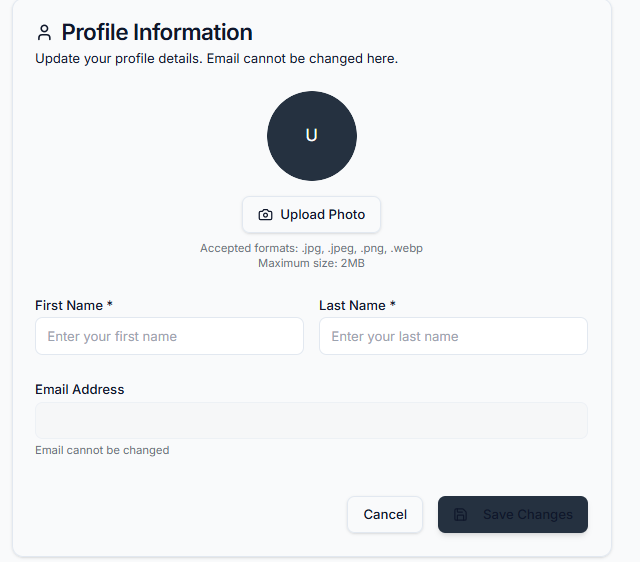 Profile Information
Update your profile details. Email cannot be changed here.
U
Upload Photo
Accepted formats: .jpg, .jpeg, .png, .webp
Maximum size: 2MB
First Name * Last Name *
Enter your first name Enter your last name
Email Address
Email cannot be changed
Cancel Save Changes